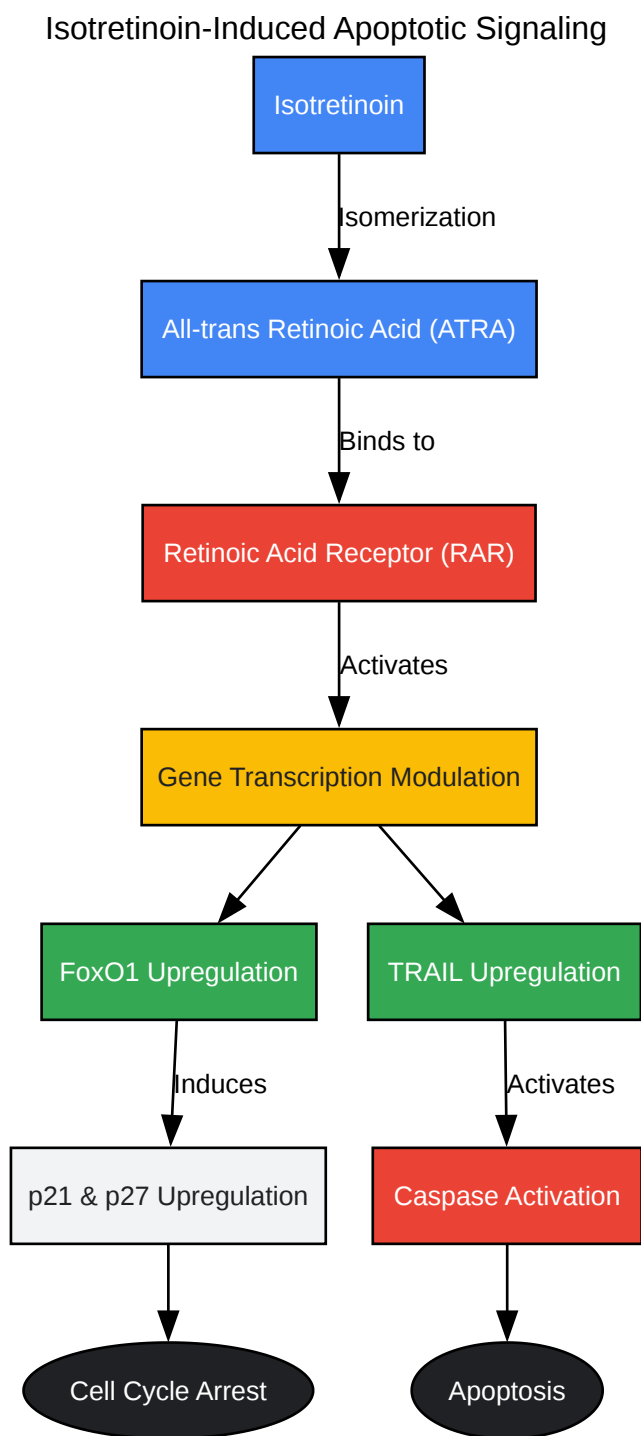 Isotretinoin-Induced Apoptotic Signaling
Isotretinoin
Isomerization
All-trans Retinoic Acid (ATRA)
Binds to
Retinoic Acid Receptor (RAR)
Activates
Gene Transcription Modulation
FoxO1 Upregulation
TRAIL Upregulation
Induces
Activates
p21 & p27 Upregulation
Caspase Activation
Cell Cycle Arrest
Apoptosis